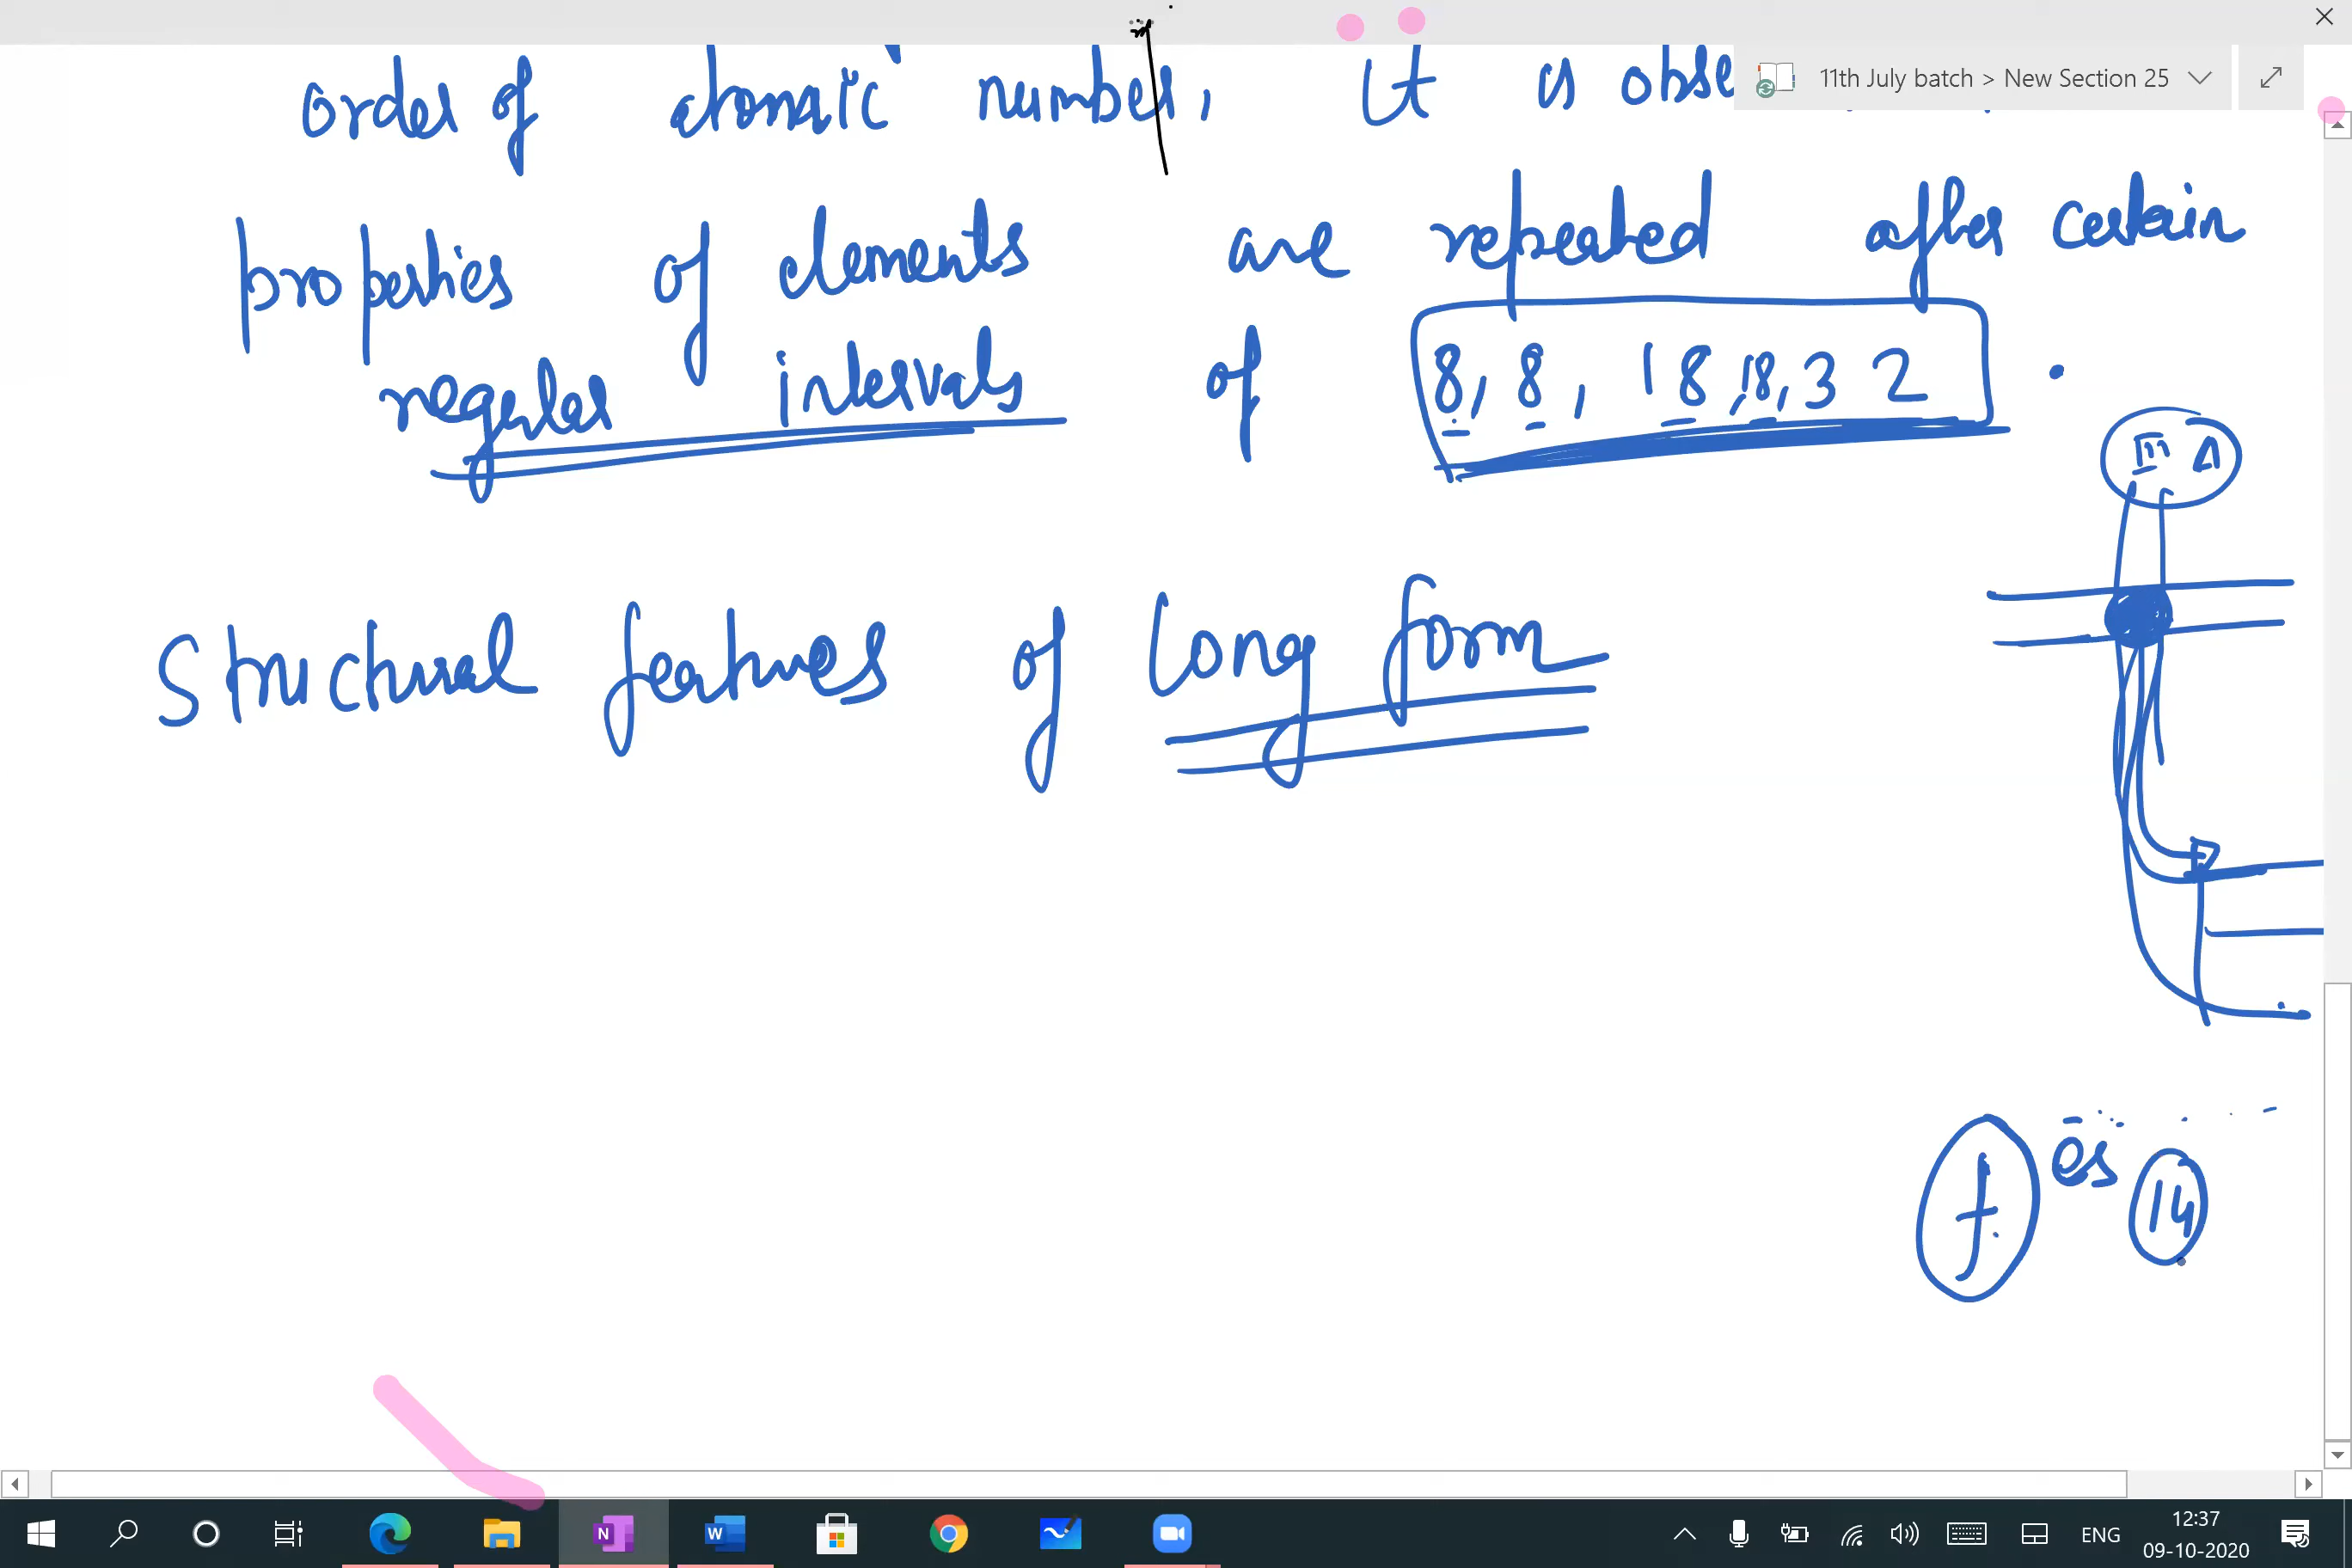 11th July batch > New Section 25
order of atomic number, It is obse
properties of elements are repeated after certain
regular intervals of 8, 8, 18, 18, 32 .
III A
Structural features of Long form
f es 14
ENG
12:37
09-10-2020